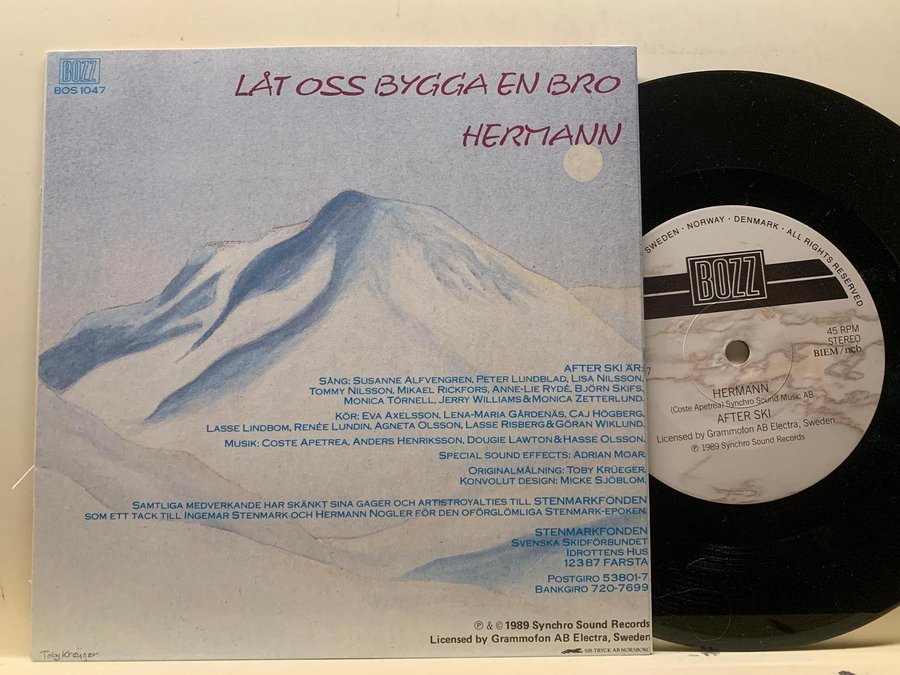 BOZZ
BOS 1047
LÅT OSS BYGGA EN BRO
HERMANN
AFTER SKI ÄR:
SÅNG: SUSANNE ALFVENGREN, PETER LUNDBLAD, LISA NILSSON,
TOMMY NILSSON, MIKAEL RICKFORS, ANNE-LIE RYDÉ, BJÖRN SKIFS,
MONICA TÖRNELL, JERRY WILLIAMS & MONICA ZETTERLUND.
KÖR: EVA AXELSSON, LENA-MARIA GÅRDENÄS, CAJ HÖGBERG,
LASSE LINDBOM, RENÉE LUNDIN, AGNETA OLSSON, LASSE RISBERG & GÖRAN WIKLUND.
MUSIK: COSTE APETREA, ANDERS HENRIKSSON, DOUGIE LAWTON & HASSE OLSSON.
SPECIAL SOUND EFFECTS: ADRIAN MOAR.
ORIGINALMÅLNING: TOBY KRÜEGER.
KONVOLUT DESIGN: MICKE SJÖBLOM.
SAMTLIGA MEDVERKANDE HAR SKÄNKT SINA GAGER OCH ARTISTROYALTIES TILL STENMARKFONDEN
SOM ETT TACK TILL INGEMAR STENMARK OCH HERMANN NOGLER FÖR DEN OFÖRGLÖMLIGA STENMARK-EPOKEN.
STENMARKFONDEN
SVENSKA SKIDFÖRBUNDET
IDROTTENS HUS
123 87 FARSTA
POSTGIRO 53801-7
BANKGIRO 720-7699
℗ & © 1989 Synchro Sound Records
Licensed by Grammofon AB Electra, Sweden
SIB-TRYCK AB NORSBORG
Toby Kreüger
SWEDEN · NORWAY · DENMARK · ALL RIGHTS RESERVED
BOZZ
45 RPM
STEREO
BIEM / ncb
7
HERMANN
(Coste Apetrea) Synchro Sound Music AB
AFTER SKI
Licensed by Grammofon AB Electra, Sweden
℗ 1989 Synchro Sound Records